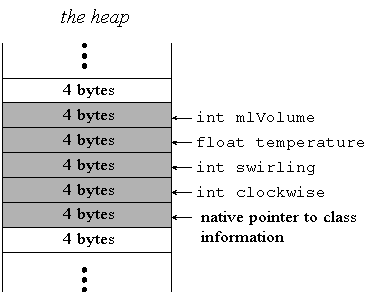 the heap
4 bytes
4 bytes
int mlVolume
4 bytes
float temperature
4 bytes
int swirling
4 bytes
int clockwise
4 bytes
native pointer to class
information
4 bytes